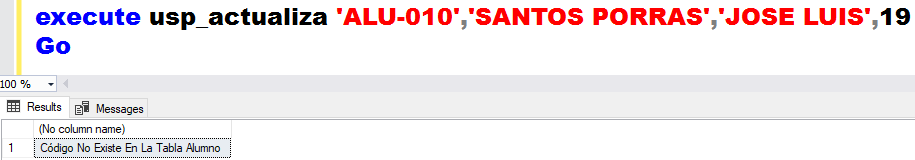 execute usp_actualiza 'ALU-010','SANTOS PORRAS','JOSE LUIS',19
Go
100 %
Results Messages
(No column name)
1 Código No Existe En La Tabla Alumno